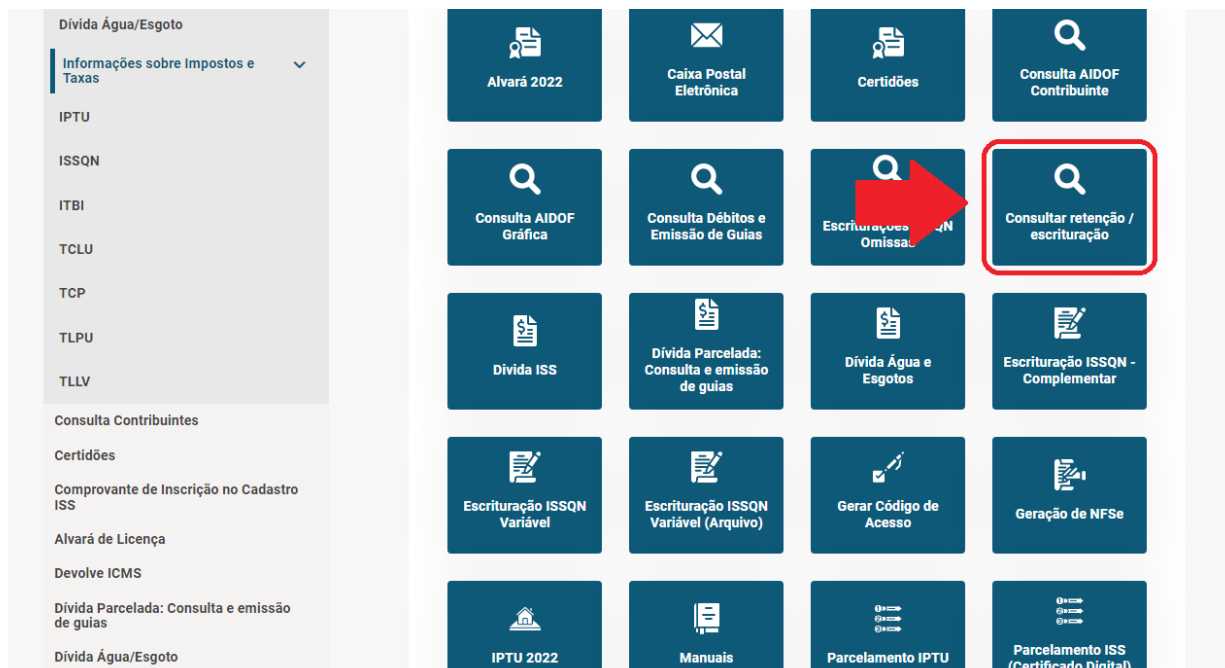 Dívida Água/Esgoto
Informações sobre Impostos e
Taxas
IPTU
ISSQN
ITBI
TCLU
TCP
TLPU
TLLV
Consulta Contribuintes
Certidões
Comprovante de Inscrição no Cadastro
ISS
Alvará de Licença
Devolve ICMS
Dívida Parcelada: Consulta e emissão
de guias
Dívida Água/Esgoto
Alvará 2022
Caixa Postal
Eletrônica
Certidões
Consulta AIDOF
Contribuinte
Consulta AIDOF
Gráfica
Consulta Débitos e
Emissão de Guias
Omissas
Consultar retenção /
escrituração
Divida ISS
Dívida Parcelada:
Consulta e emissão
de guias
Dívida Água e
Esgotos
Escrituração ISSQN -
Complementar
Escrituração ISSQN
Variável
Escrituração ISSQN
Variável (Arquivo)
Gerar Código de
Acesso
Geração de NFSe
IPTU 2022
Manuais
Parcelamento IPTU
Parcelamento ISS
(Certificado Digital)